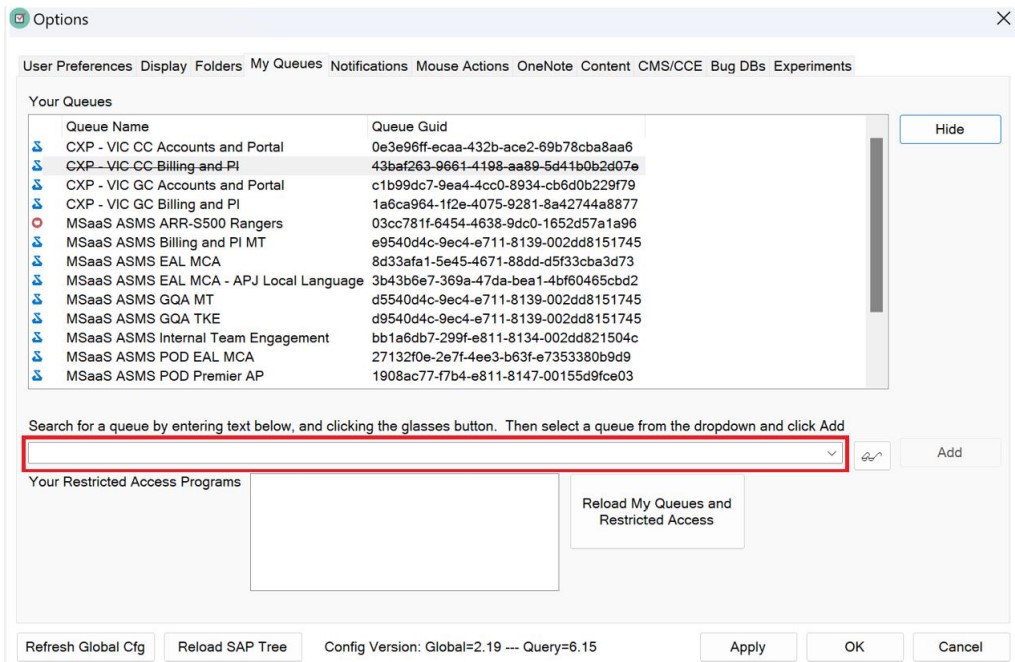 Options
User Preferences Display Folders My Queues Notifications Mouse Actions OneNote Content CMS/CCE Bug DBs Experiments
Your Queues
Queue Name Queue Guid
Hide
CXP - VIC CC Accounts and Portal 0e3e96ff-ecaa-432b-ace2-69b78cba8aa6
CXP - VIC CC Billing and PI 43baf263-9661-4198-aa89-5d41b0b2d07e
CXP - VIC GC Accounts and Portal c1b99dc7-9ea4-4cc0-8934-cb6d0b229f79
CXP - VIC GC Billing and PI 1a6ca964-1f2e-4075-9281-8a42744a8877
MSaaS ASMS ARR-S500 Rangers 03cc781f-6454-4638-9dc0-1652d57a1a96
MSaaS ASMS Billing and PI MT e9540d4c-9ec4-e711-8139-002dd8151745
MSaaS ASMS EAL MCA 8d33afa1-5e45-4671-88dd-d5f33cba3d73
MSaaS ASMS EAL MCA - APJ Local Language 3b43b6e7-369a-47da-bea1-4bf60465cbd2
MSaaS ASMS GQA MT d5540d4c-9ec4-e711-8139-002dd8151745
MSaaS ASMS GQA TKE d9540d4c-9ec4-e711-8139-002dd8151745
MSaaS ASMS Internal Team Engagement bb1a6db7-299f-e811-8134-002dd821504c
MSaaS ASMS POD EAL MCA 27132f0e-2e7f-4ee3-b63f-e7353380b9d9
MSaaS ASMS POD Premier AP 1908ac77-f7b4-e811-8147-00155d9fce03
Search for a queue by entering text below, and clicking the glasses button. Then select a queue from the dropdown and click Add
Add
Your Restricted Access Programs
Reload My Queues and
Restricted Access
Refresh Global Cfg Reload SAP Tree Config Version: Global=2.19 --- Query=6.15 Apply OK Cancel